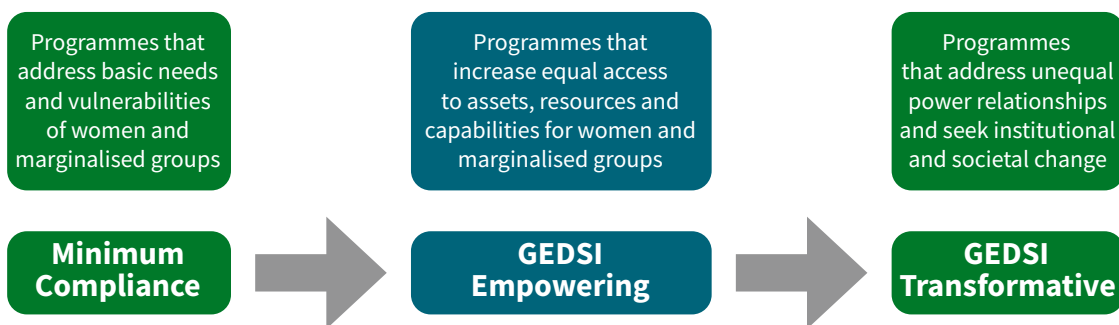 Programmes that
address basic needs
and vulnerabilities
of women and
marginalised groups
Programmes that
increase equal access
to assets, resources and
capabilities for women and
marginalised groups
Programmes
that address unequal
power relationships
and seek institutional
and societal change
Minimum
Compliance
GEDSI
Empowering
GEDSI
Transformative